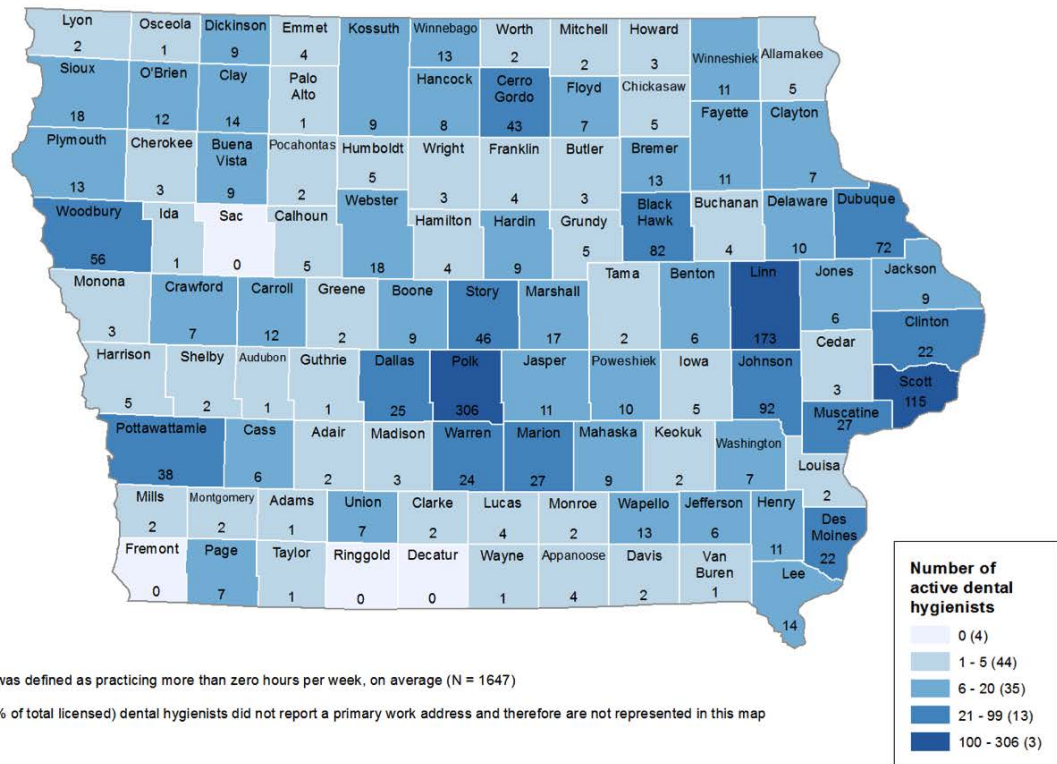 Lyon
2
Osceola
1
Dickinson
9
Emmet
4
Kossuth
9
Winnebago
13
Worth
2
Mitchell
2
Howard
3
Winneshiek
11
Allamakee
5
Sioux
18
O'Brien
12
Clay
14
Palo
Alto
1
Hancock
8
Cerro
Gordo
43
Floyd
7
Chickasaw
5
Fayette
11
Clayton
7
Plymouth
13
Cherokee
3
Buena
Vista
9
Pocahontas
2
Humboldt
5
Wright
3
Franklin
4
Butler
3
Bremer
13
Woodbury
56
Ida
1
Sac
0
Calhoun
5
Webster
18
Hamilton
4
Hardin
9
Grundy
5
Black
Hawk
82
Buchanan
4
Delaware
10
Dubuque
72
Monona
3
Crawford
7
Carroll
12
Greene
2
Boone
9
Story
46
Marshall
17
Tama
2
Benton
6
Linn
173
Jones
6
Jackson
9
Clinton
22
Cedar
3
Harrison
5
Shelby
2
Audubon
1
Guthrie
1
Dallas
25
Polk
306
Jasper
11
Poweshiek
10
Iowa
5
Johnson
92
Scott
115
Muscatine
27
Pottawattamie
38
Cass
6
Adair
2
Madison
3
Warren
24
Marion
27
Mahaska
9
Keokuk
2
Washington
7
Louisa
2
Mills
2
Montgomery
2
Adams
1
Union
7
Clarke
2
Lucas
4
Monroe
2
Wapello
13
Jefferson
6
Henry
11
Des
Moines
22
Fremont
0
Page
7
Taylor
1
Ringgold
0
Decatur
0
Wayne
1
Appanoose
4
Davis
2
Van
Buren
1
Lee
14
Number of
active dental
hygienists
0 (4)
1 - 5 (44)
6 - 20 (35)
21 - 99 (13)
100 - 306 (3)
was defined as practicing more than zero hours per week, on average (N = 1647)
% of total licensed) dental hygienists did not report a primary work address and therefore are not represented in this map